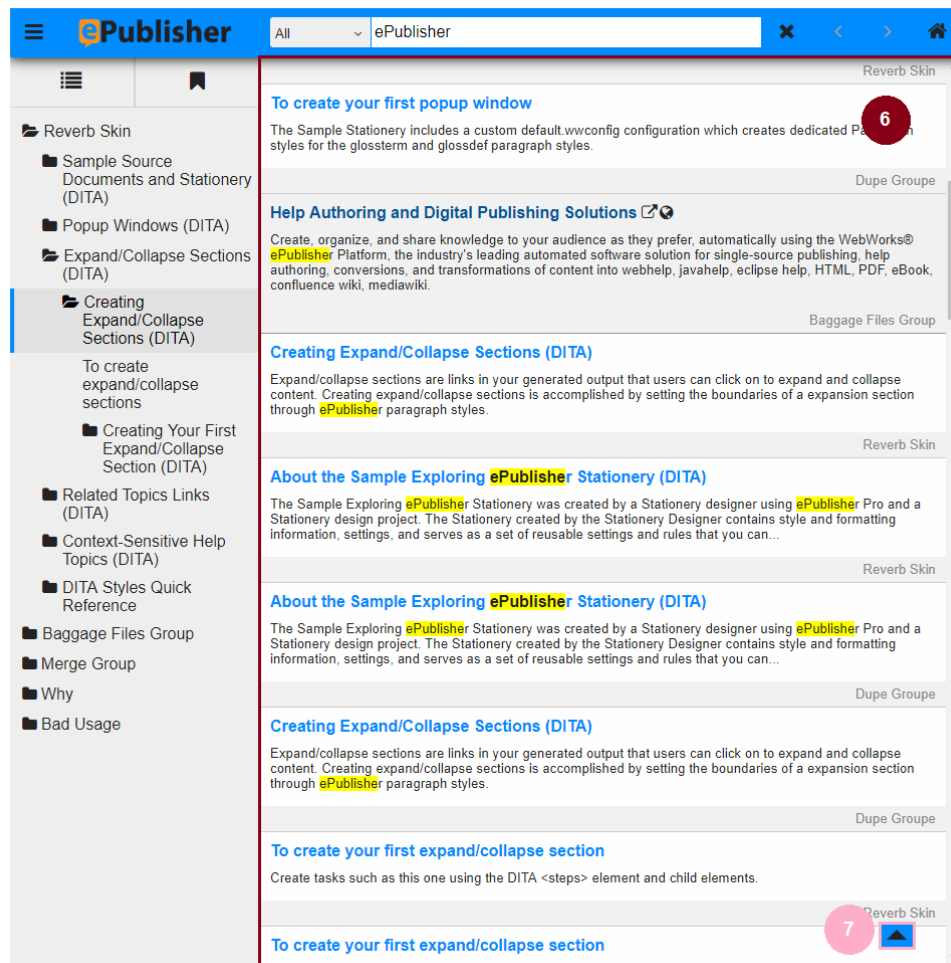 ePublisher
All
ePublisher
Reverb Skin
Sample Source
Documents and Stationery
(DITA)
Popup Windows (DITA)
Expand/Collapse Sections
(DITA)
Creating
Expand/Collapse
Sections (DITA)
To create
expand/collapse
sections
Creating Your First
Expand/Collapse
Section (DITA)
Related Topics Links
(DITA)
Context-Sensitive Help
Topics (DITA)
DITA Styles Quick
Reference
Baggage Files Group
Merge Group
Why
Bad Usage
Reverb Skin
To create your first popup window
6
The Sample Stationery includes a custom default.wwconfig configuration which creates dedicated
styles for the glossterm and glossdef paragraph styles.
Dupe Groupe
Help Authoring and Digital Publishing Solutions
Create, organize, and share knowledge to your audience as they prefer, automatically using the WebWorks®
ePublisher Platform, the industry's leading automated software solution for single-source publishing, help
authoring, conversions, and transformations of content into webhelp, javahelp, eclipse help, HTML, PDF, eBook,
confluence wiki, mediawiki.
Baggage Files Group
Creating Expand/Collapse Sections (DITA)
Expand/collapse sections are links in your generated output that users can click on to expand and collapse
content. Creating expand/collapse sections is accomplished by setting the boundaries of a expansion section
through ePublisher paragraph styles.
Reverb Skin
About the Sample Exploring ePublisher Stationery (DITA)
The Sample Exploring ePublisher Stationery was created by a Stationery designer using ePublisher Pro and a
Stationery design project. The Stationery created by the Stationery Designer contains style and formatting
information, settings, and serves as a set of reusable settings and rules that you can...
Reverb Skin
About the Sample Exploring ePublisher Stationery (DITA)
The Sample Exploring ePublisher Stationery was created by a Stationery designer using ePublisher Pro and a
Stationery design project. The Stationery created by the Stationery Designer contains style and formatting
information, settings, and serves as a set of reusable settings and rules that you can...
Dupe Groupe
Creating Expand/Collapse Sections (DITA)
Expand/collapse sections are links in your generated output that users can click on to expand and collapse
content. Creating expand/collapse sections is accomplished by setting the boundaries of a expansion section
through ePublisher paragraph styles.
Dupe Groupe
To create your first expand/collapse section
Create tasks such as this one using the DITA <steps> element and child elements.
Reverb Skin
7
To create your first expand/collapse section